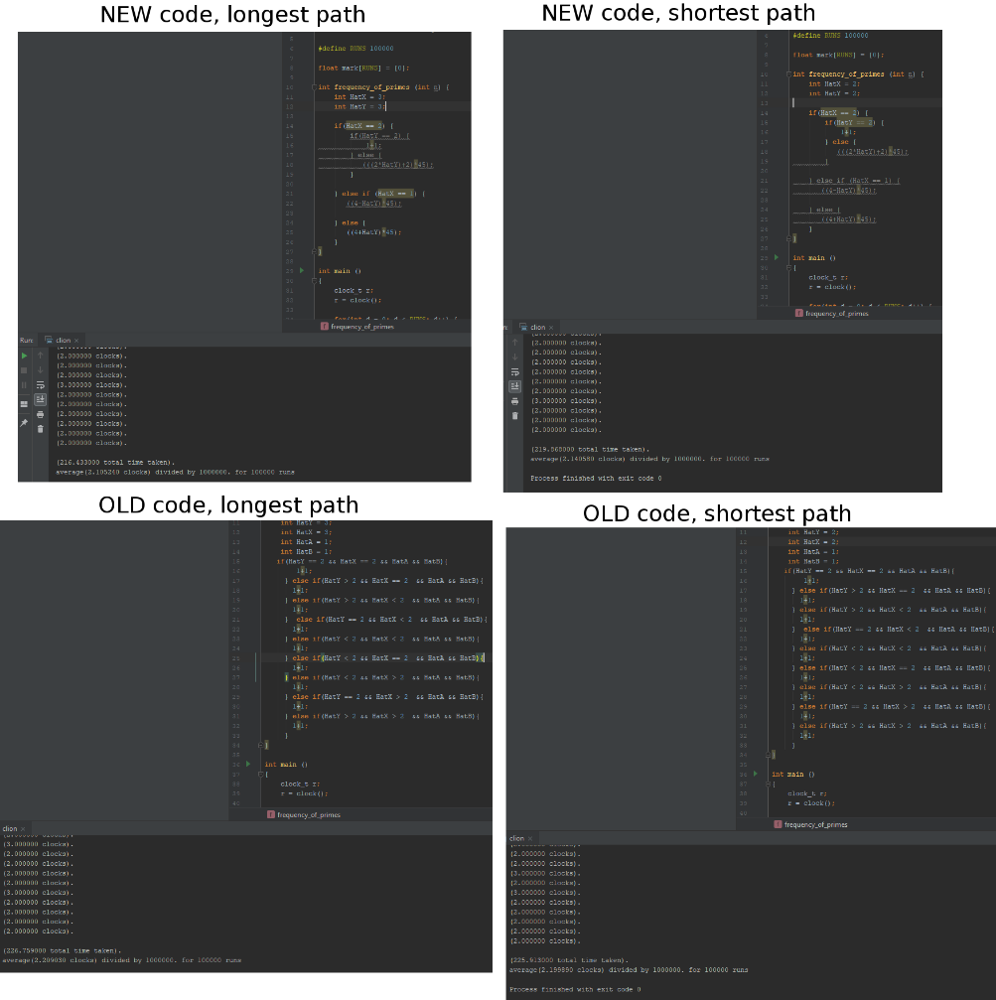 NEW code, longest path
#define RUNS 100000
float mark[RUNS] = {0};
int frequency_of_primes (int n) {
int HatX = 3;
int HatY = 3;
if(HatX == 2) {
if(HatY == 2) {
1*1;
} else {
(((2*HatY)+2)*45);
}
} else if (HatX == 1) {
((4-HatY)*45);
} else {
((4+HatY)*45);
}
}
int main ()
{
clock_t r;
r = clock();
frequency_of_primes
Run: clion ×
(2.000000 clocks).
(2.000000 clocks).
(2.000000 clocks).
(3.000000 clocks).
(2.000000 clocks).
(2.000000 clocks).
(2.000000 clocks).
(2.000000 clocks).
(2.000000 clocks).
(2.000000 clocks).
(216.433000 total time taken).
average(2.105240 clocks) divided by 1000000. for 100000 runs
NEW code, shortest path
#define RUNS 100000
float mark[RUNS] = {0};
int frequency_of_primes (int n) {
int HatX = 2;
int HatY = 2;
if(HatX == 2) {
if(HatY == 2) {
1*1;
} else {
(((2*HatY)+2)*45);
}
} else if (HatX == 1) {
((4-HatY)*45);
} else {
((4+HatY)*45);
}
}
int main ()
{
clock_t r;
r = clock();
frequency_of_primes
clion ×
(2.000000 clocks).
(2.000000 clocks).
(2.000000 clocks).
(2.000000 clocks).
(2.000000 clocks).
(2.000000 clocks).
(3.000000 clocks).
(2.000000 clocks).
(2.000000 clocks).
(2.000000 clocks).
average(2.140580 clocks) divided by 1000000. for 100000 runs
Process finished with exit code 0
OLD code, longest path
int HatY = 3;
int HatX = 3;
int HatA = 1;
int HatB = 1;
if(HatY == 2 && HatX == 2 && HatA && HatB){
1*1;
} else if(HatY > 2 && HatX == 2 && HatA && HatB){
1*1;
} else if(HatY > 2 && HatX < 2 && HatA && HatB){
1*1;
} else if(HatY == 2 && HatX < 2 && HatA && HatB){
1*1;
} else if(HatY < 2 && HatX < 2 && HatA && HatB){
1*1;
} else if(HatY < 2 && HatX == 2 && HatA && HatB){
1*1;
} else if(HatY < 2 && HatX > 2 && HatA && HatB){
1*1;
} else if(HatY == 2 && HatX > 2 && HatA && HatB){
1*1;
} else if(HatY > 2 && HatX > 2 && HatA && HatB){
1*1;
}
}
int main ()
{
clock_t r;
r = clock();
frequency_of_primes
clion ×
(3.000000 clocks).
(2.000000 clocks).
(2.000000 clocks).
(2.000000 clocks).
(2.000000 clocks).
(3.000000 clocks).
(2.000000 clocks).
(2.000000 clocks).
(2.000000 clocks).
(2.000000 clocks).
(226.759000 total time taken).
average(2.209030 clocks) divided by 1000000. for 100000 runs
OLD code, shortest path
int HatY = 2;
int HatX = 2;
int HatA = 1;
int HatB = 1;
if(HatY == 2 && HatX == 2 && HatA && HatB){
1*1;
} else if(HatY > 2 && HatX == 2 && HatA && HatB){
1*1;
} else if(HatY > 2 && HatX < 2 && HatA && HatB){
1*1;
} else if(HatY == 2 && HatX < 2 && HatA && HatB){
1*1;
} else if(HatY < 2 && HatX < 2 && HatA && HatB){
1*1;
} else if(HatY < 2 && HatX == 2 && HatA && HatB){
1*1;
} else if(HatY < 2 && HatX > 2 && HatA && HatB){
1*1;
} else if(HatY == 2 && HatX > 2 && HatA && HatB){
1*1;
} else if(HatY > 2 && HatX > 2 && HatA && HatB){
1*1;
}
}
int main ()
{
clock_t r;
r = clock();
frequency_of_primes
clion ×
(2.000000 clocks).
(2.000000 clocks).
(3.000000 clocks).
(2.000000 clocks).
(3.000000 clocks).
(2.000000 clocks).
(2.000000 clocks).
(2.000000 clocks).
(2.000000 clocks).
(2.000000 clocks).
(225.913000 total time taken).
average(2.199890 clocks) divided by 1000000. for 100000 runs
Process finished with exit code 0